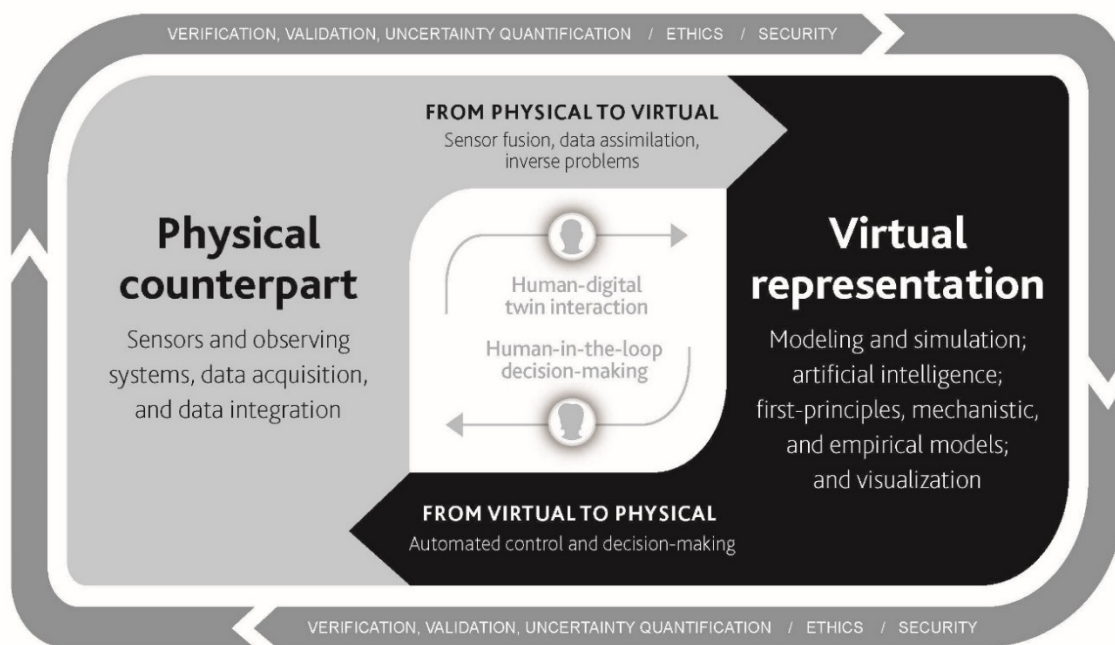 VERIFICATION, VALIDATION, UNCERTAINTY QUANTIFICATION / ETHICS / SECURITY
FROM PHYSICAL TO VIRTUAL
Sensor fusion, data assimilation,
inverse problems
Physical
counterpart
Sensors and observing
systems, data acquisition,
and data integration
Human-digital
twin interaction
Human-in-the-loop
decision-making
Virtual
representation
Modeling and simulation;
artificial intelligence;
first-principles, mechanistic,
and empirical models;
and visualization
FROM VIRTUAL TO PHYSICAL
Automated control and decision-making
VERIFICATION, VALIDATION, UNCERTAINTY QUANTIFICATION / ETHICS / SECURITY